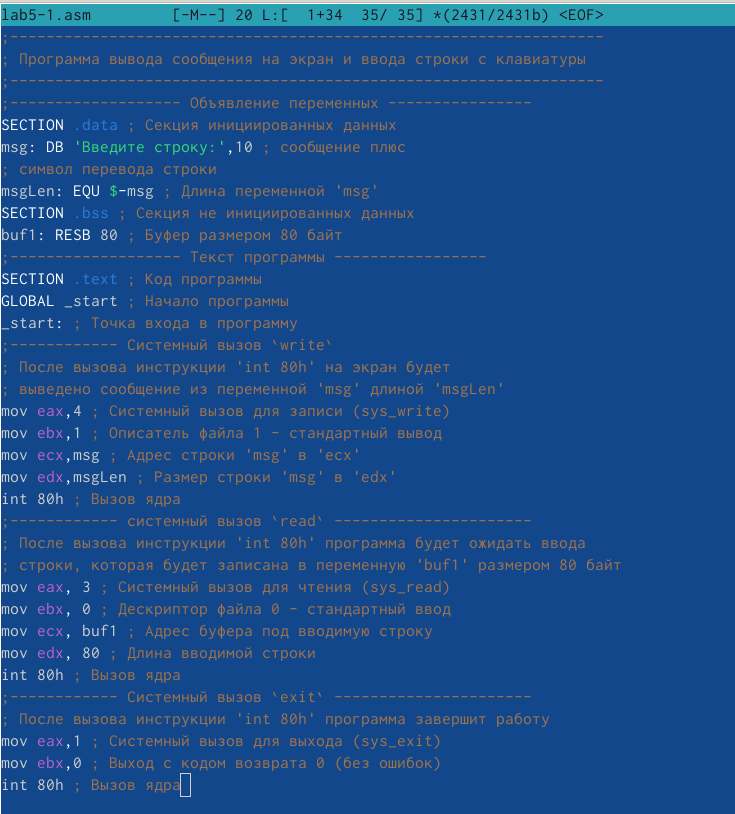 lab5-1.asm [-M--] 20 L:[ 1+34 35/ 35] *(2431/2431b) <EOF>
;------------------------------------------------------------------
; Программа вывода сообщения на экран и ввода строки с клавиатуры
;------------------------------------------------------------------
;------------------- Объявление переменных ----------------
SECTION .data ; Секция инициированных данных
msg: DB 'Введите строку:',10 ; сообщение плюс
; символ перевода строки
msgLen: EQU $-msg ; Длина переменной 'msg'
SECTION .bss ; Секция не инициированных данных
buf1: RESB 80 ; Буфер размером 80 байт
;------------------- Текст программы -----------------
SECTION .text ; Код программы
GLOBAL _start ; Начало программы
_start: ; Точка входа в программу
;------------ Системный вызов `write`
; После вызова инструкции 'int 80h' на экран будет
; выведено сообщение из переменной 'msg' длиной 'msgLen'
mov eax,4 ; Системный вызов для записи (sys_write)
mov ebx,1 ; Описатель файла 1 - стандартный вывод
mov ecx,msg ; Адрес строки 'msg' в 'ecx'
mov edx,msgLen ; Размер строки 'msg' в 'edx'
int 80h ; Вызов ядра
;------------ системный вызов `read` ----------------------
; После вызова инструкции 'int 80h' программа будет ожидать ввода
; строки, которая будет записана в переменную 'buf1' размером 80 байт
mov eax, 3 ; Системный вызов для чтения (sys_read)
mov ebx, 0 ; Дескриптор файла 0 - стандартный ввод
mov ecx, buf1 ; Адрес буфера под вводимую строку
mov edx, 80 ; Длина вводимой строки
int 80h ; Вызов ядра
;------------ Системный вызов `exit` ----------------------
; После вызова инструкции 'int 80h' программа завершит работу
mov eax,1 ; Системный вызов для выхода (sys_exit)
mov ebx,0 ; Выход с кодом возврата 0 (без ошибок)
int 80h ; Вызов ядра